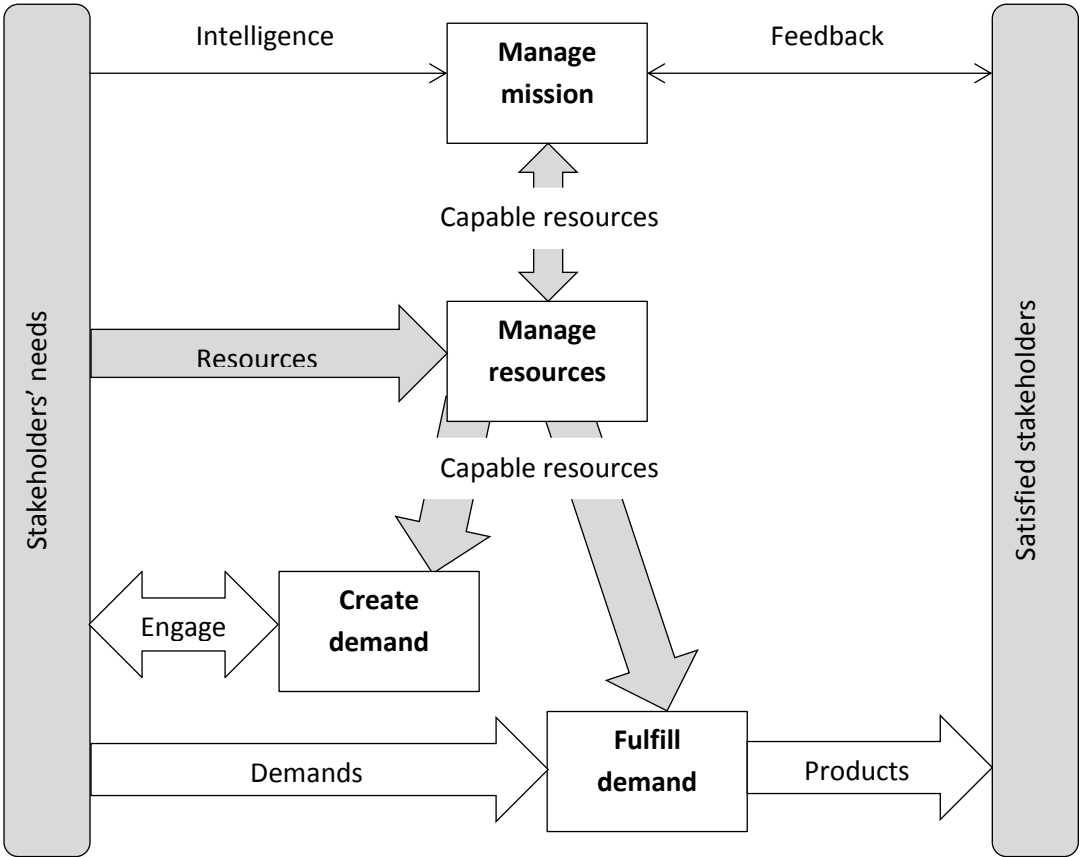 Intelligence
Manage
mission
Feedback
Capable resources
Stakeholders’ needs
Resources
Manage
resources
Satisfied stakeholders
Capable resources
Engage
Create
demand
Demands
Fulfill
demand
Products